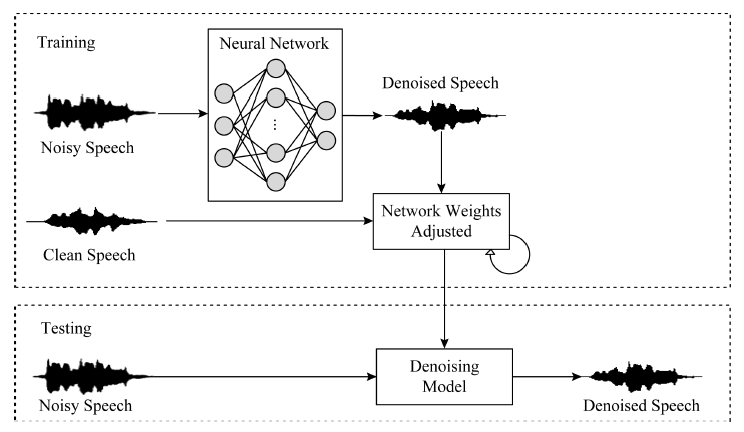 Training
Neural Network
Noisy Speech
Denoised Speech
Clean Speech
Network Weights
Adjusted
Testing
Noisy Speech
Denoising
Model
Denoised Speech